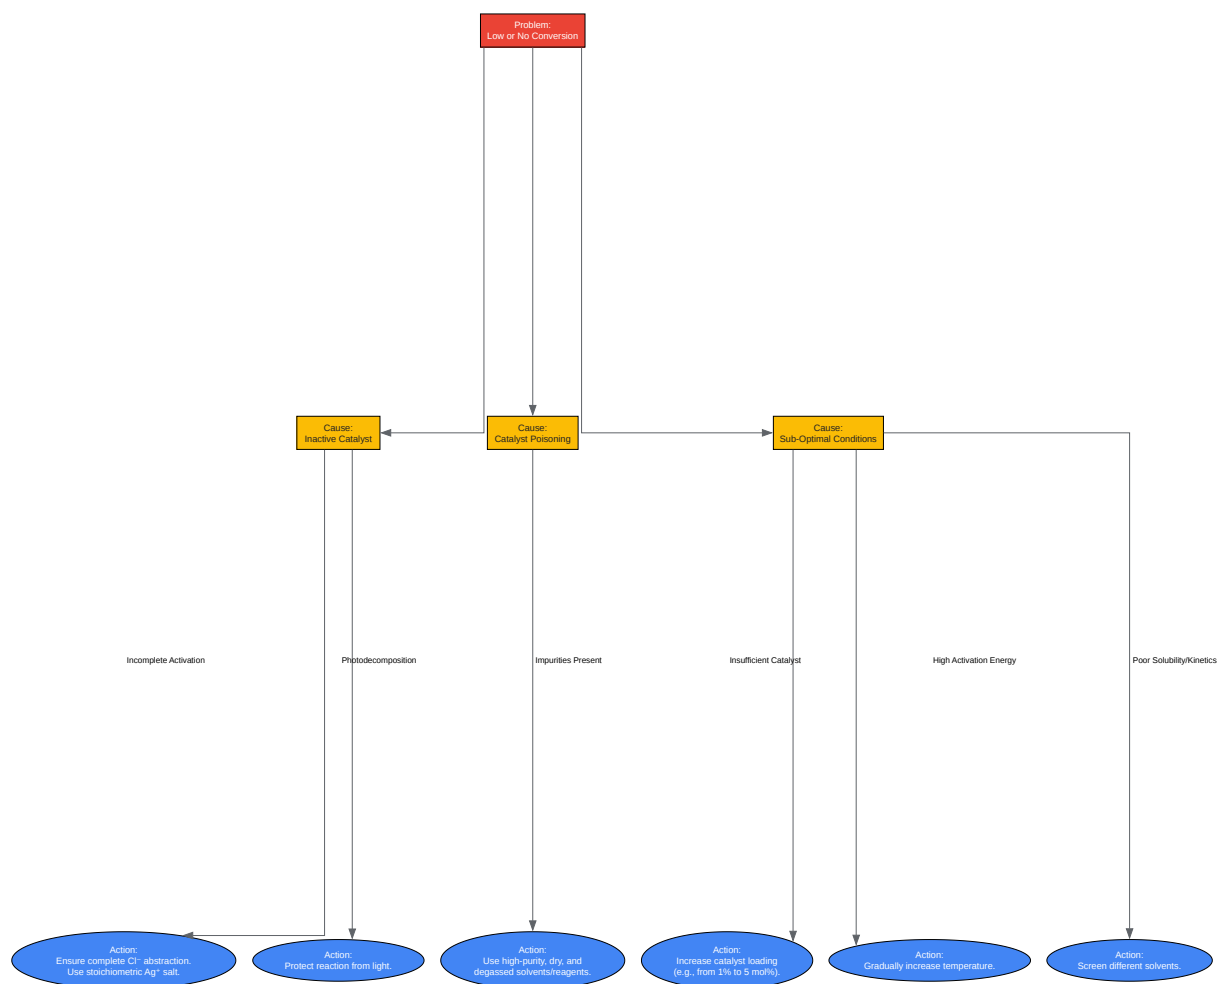 Problem:
Low or No Conversion
Cause:
Inactive Catalyst
Cause:
Catalyst Poisoning
Cause:
Sub-Optimal Conditions
Incomplete Activation
Photodecomposition
Impurities Present
Insufficient Catalyst
High Activation Energy
Poor Solubility/Kinetics
Action:
Ensure complete Cl⁻ abstraction.
Use stoichiometric Ag⁺ salt.
Action:
Protect reaction from light.
Action:
Use high-purity, dry, and
degassed solvents/reagents.
Action:
Increase catalyst loading
(e.g., from 1% to 5 mol%).
Action:
Gradually increase temperature.
Action:
Screen different solvents.